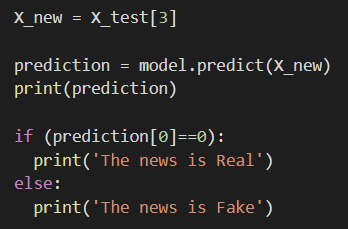 X_new = X_test[3]
prediction = model.predict(X_new)
print(prediction)
if (prediction[0]==0):
  print('The news is Real')
else:
  print('The news is Fake')